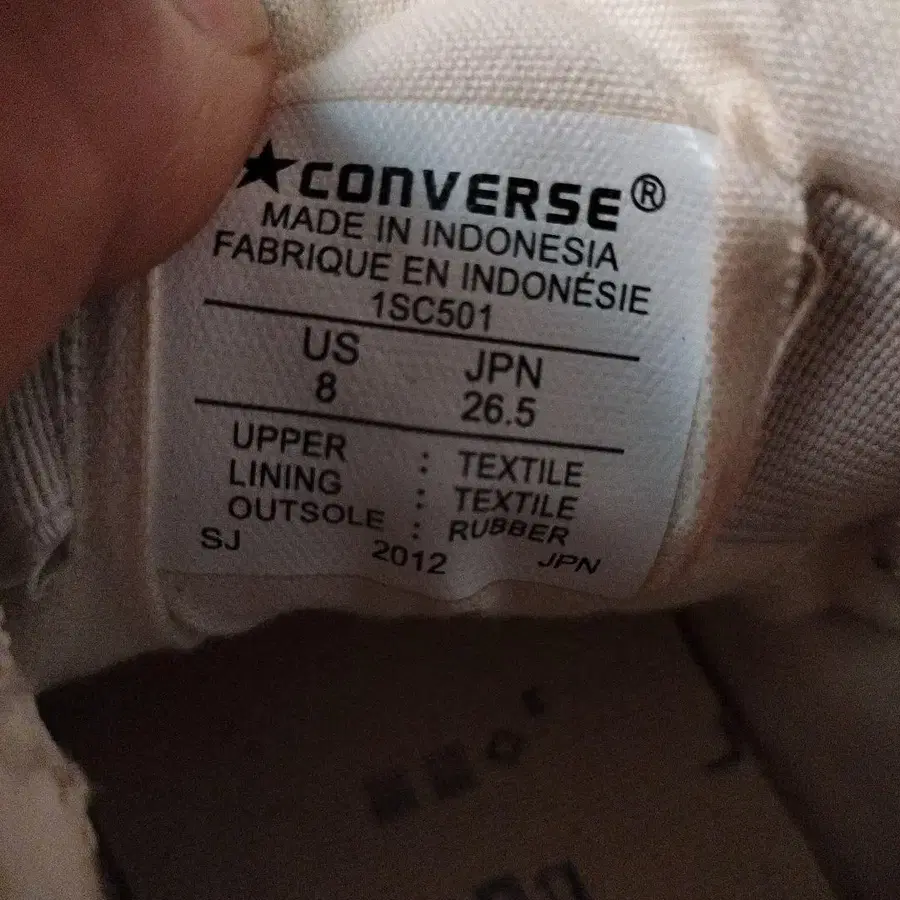 ★CONVERSE®
MADE IN INDONESIA
FABRIQUE EN INDONÉSIE
1SC501
US JPN
8 26.5
UPPER : TEXTILE
LINING : TEXTILE
OUTSOLE : RUBBER
SJ 2012 JPN